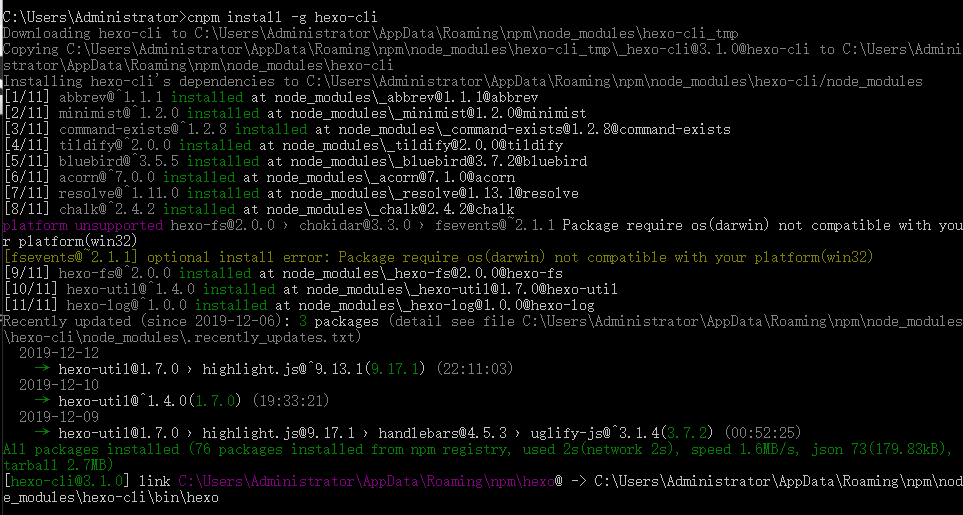 C:\Users\Administrator>cnpm install -g hexo-cli
Downloading hexo-cli to C:\Users\Administrator\AppData\Roaming\npm\node_modules\hexo-cli_tmp
Copying C:\Users\Administrator\AppData\Roaming\npm\node_modules\hexo-cli_tmp\_hexo-cli@3.1.0@hexo-cli to C:\Users\Admini
strator\AppData\Roaming\npm\node_modules\hexo-cli
Installing hexo-cli's dependencies to C:\Users\Administrator\AppData\Roaming\npm\node_modules\hexo-cli/node_modules
[1/11] abbrev@^1.1.1 installed at node_modules\_abbrev@1.1.1@abbrev
[2/11] minimist@^1.2.0 installed at node_modules\_minimist@1.2.0@minimist
[3/11] command-exists@^1.2.8 installed at node_modules\_command-exists@1.2.8@command-exists
[4/11] tildify@^2.0.0 installed at node_modules\_tildify@2.0.0@tildify
[5/11] bluebird@^3.5.5 installed at node_modules\_bluebird@3.7.2@bluebird
[6/11] acorn@^7.0.0 installed at node_modules\_acorn@7.1.0@acorn
[7/11] resolve@^1.11.0 installed at node_modules\_resolve@1.13.1@resolve
[8/11] chalk@^2.4.2 installed at node_modules\_chalk@2.4.2@chalk
platform unsupported hexo-fs@2.0.0 › chokidar@3.3.0 › fsevents@~2.1.1 Package require os(darwin) not compatible with you
r platform(win32)
[fsevents@~2.1.1] optional install error: Package require os(darwin) not compatible with your platform(win32)
[9/11] hexo-fs@^2.0.0 installed at node_modules\_hexo-fs@2.0.0@hexo-fs
[10/11] hexo-util@^1.4.0 installed at node_modules\_hexo-util@1.7.0@hexo-util
[11/11] hexo-log@^1.0.0 installed at node_modules\_hexo-log@1.0.0@hexo-log
Recently updated (since 2019-12-06): 3 packages (detail see file C:\Users\Administrator\AppData\Roaming\npm\node_modules
\hexo-cli\node_modules\.recently_updates.txt)
2019-12-12
→ hexo-util@1.7.0 › highlight.js@^9.13.1(9.17.1) (22:11:03)
2019-12-10
→ hexo-util@^1.4.0(1.7.0) (19:33:21)
2019-12-09
→ hexo-util@1.7.0 › highlight.js@9.17.1 › handlebars@4.5.3 › uglify-js@^3.1.4(3.7.2) (00:52:25)
All packages installed (76 packages installed from npm registry, used 2s(network 2s), speed 1.6MB/s, json 73(179.83kB),
tarball 2.7MB)
[hexo-cli@3.1.0] link C:\Users\Administrator\AppData\Roaming\npm\hexo@ -> C:\Users\Administrator\AppData\Roaming\npm\nod
e_modules\hexo-cli\bin\hexo